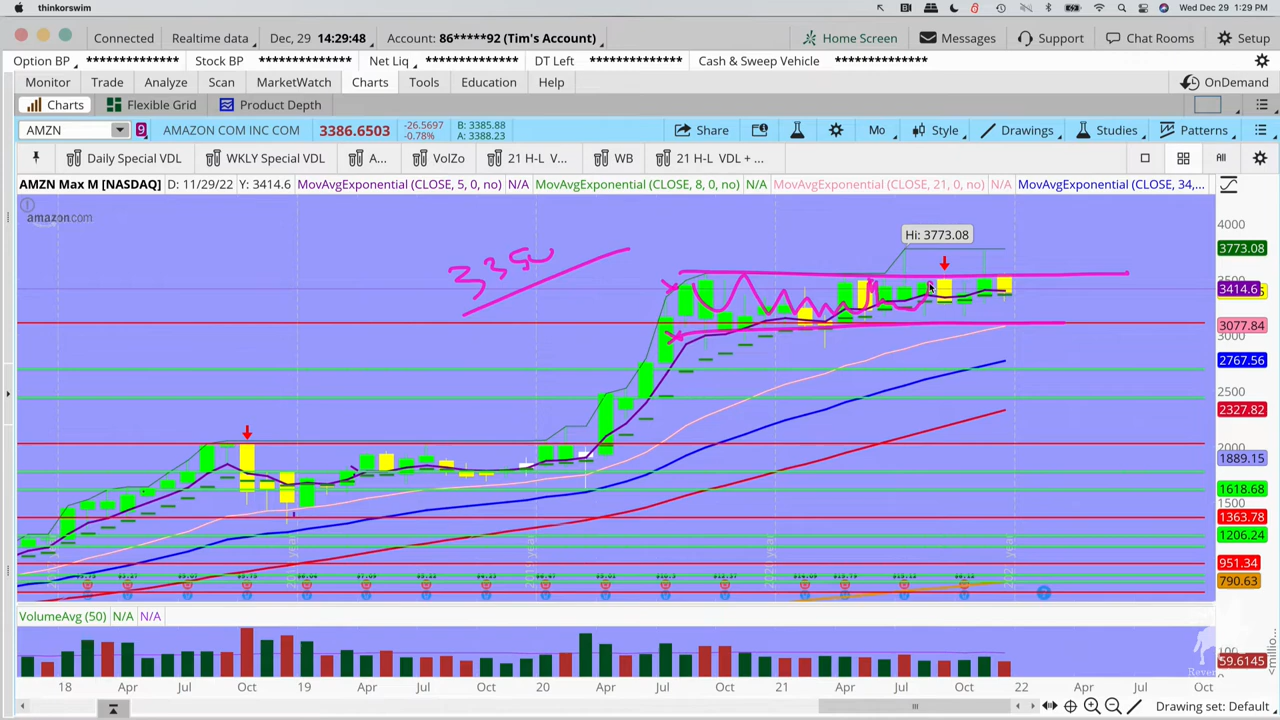 thinkorswim
Wed Dec 29 1:29 PM
Connected Realtime data Dec, 29 14:29:48 Account: 86*****92 (Tim's Account) Home Screen Messages Support Chat Rooms Setup
Option BP Stock BP Net Liq DT Left Cash & Sweep Vehicle
Monitor Trade Analyze Scan MarketWatch Charts Tools Education Help OnDemand
Charts Flexible Grid Product Depth
AMZN 9 AMAZON COM INC COM 3386.6503 -26.5697 -0.78% B: 3385.88 A: 3388.23 Share Mo Style Drawings Studies Patterns
Daily Special VDL WKLY Special VDL A... VolZo 21 H-L V... WB 21 H-L VDL + ... All
AMZN Max M [NASDAQ] D: 11/29/22 Y: 3414.6 MovAvgExponential (CLOSE, 5, 0, no) N/A MovAvgExponential (CLOSE, 8, 0, no) N/A MovAvgExponential (CLOSE, 21, 0, no) N/A MovAvgExponential (CLOSE, 34,...
amazon.com
4000
Hi: 3773.08
3773.08
3350
3414.6
3077.84
3000
2767.56
2500
2327.82
2000
1889.15
1618.68
1500
1363.78
1206.24
951.34
790.63
VolumeAvg (50) N/A N/A
59.6145
18 Apr Jul Oct 19 Apr Jul Oct 20 Apr Jul Oct 21 Apr Jul Oct 22 Apr Jul Oct
Drawing set: Default